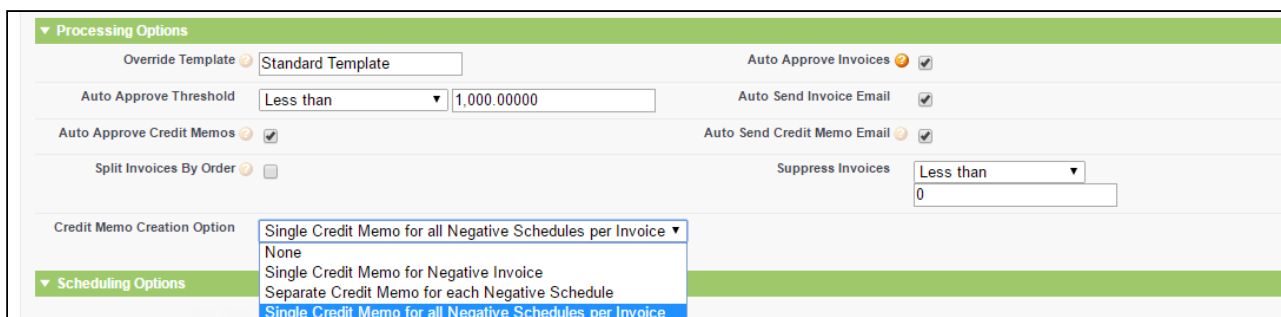 Processing Options
Override Template ? Standard Template Auto Approve Invoices ?
Auto Approve Threshold Less than 1,000.00000 Auto Send Invoice Email
Auto Approve Credit Memos ? Auto Send Credit Memo Email ?
Split Invoices By Order ? Suppress Invoices Less than
0
Credit Memo Creation Option Single Credit Memo for all Negative Schedules per Invoice
None
Single Credit Memo for Negative Invoice
Separate Credit Memo for each Negative Schedule
Scheduling Options
Single Credit Memo for all Negative Schedules per Invoice